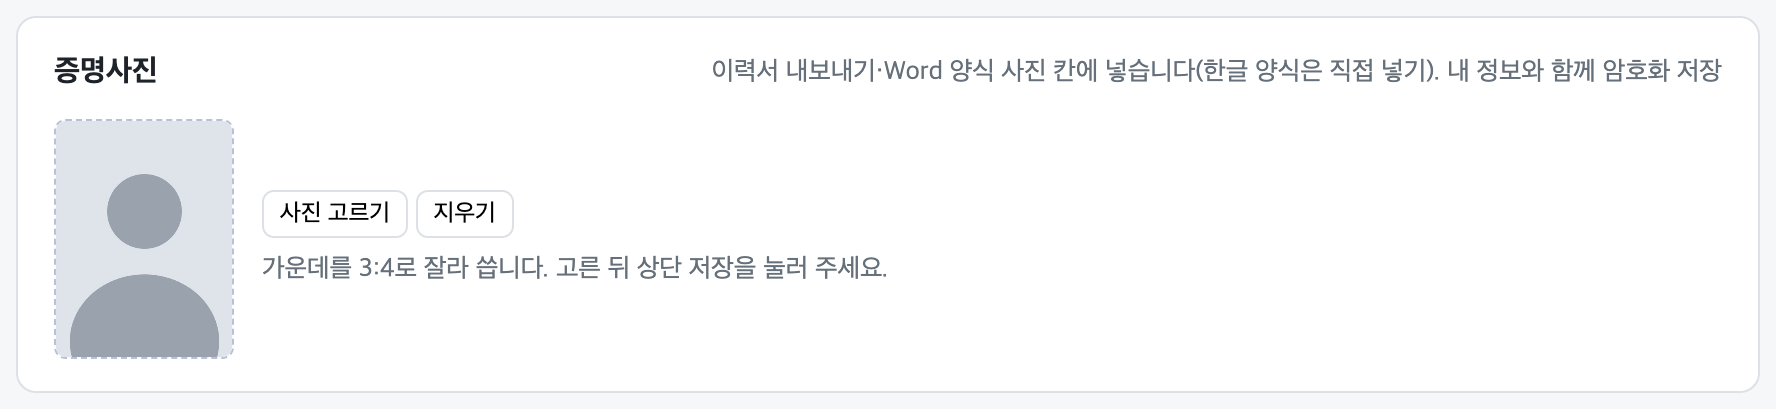 증명사진
이력서 내보내기·Word 양식 사진 칸에 넣습니다(한글 양식은 직접 넣기). 내 정보와 함께 암호화 저장
사진 고르기 지우기
가운데를 3:4로 잘라 씁니다. 고른 뒤 상단 저장을 눌러 주세요.